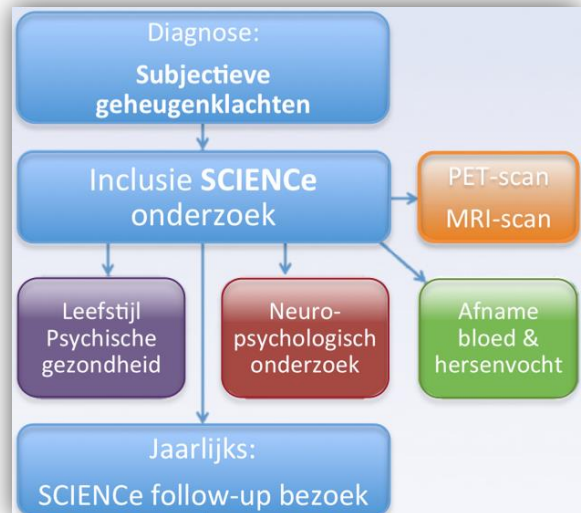 Diagnose:
Subjectieve
geheugenklachten
Inclusie SCIENCe
onderzoek
PET-scan
MRI-scan
Leefstijl
Psychische
gezondheid
Neuro-
psychologisch
onderzoek
Afname
bloed &
hersenvocht
Jaarlijks:
SCIENCe follow-up bezoek